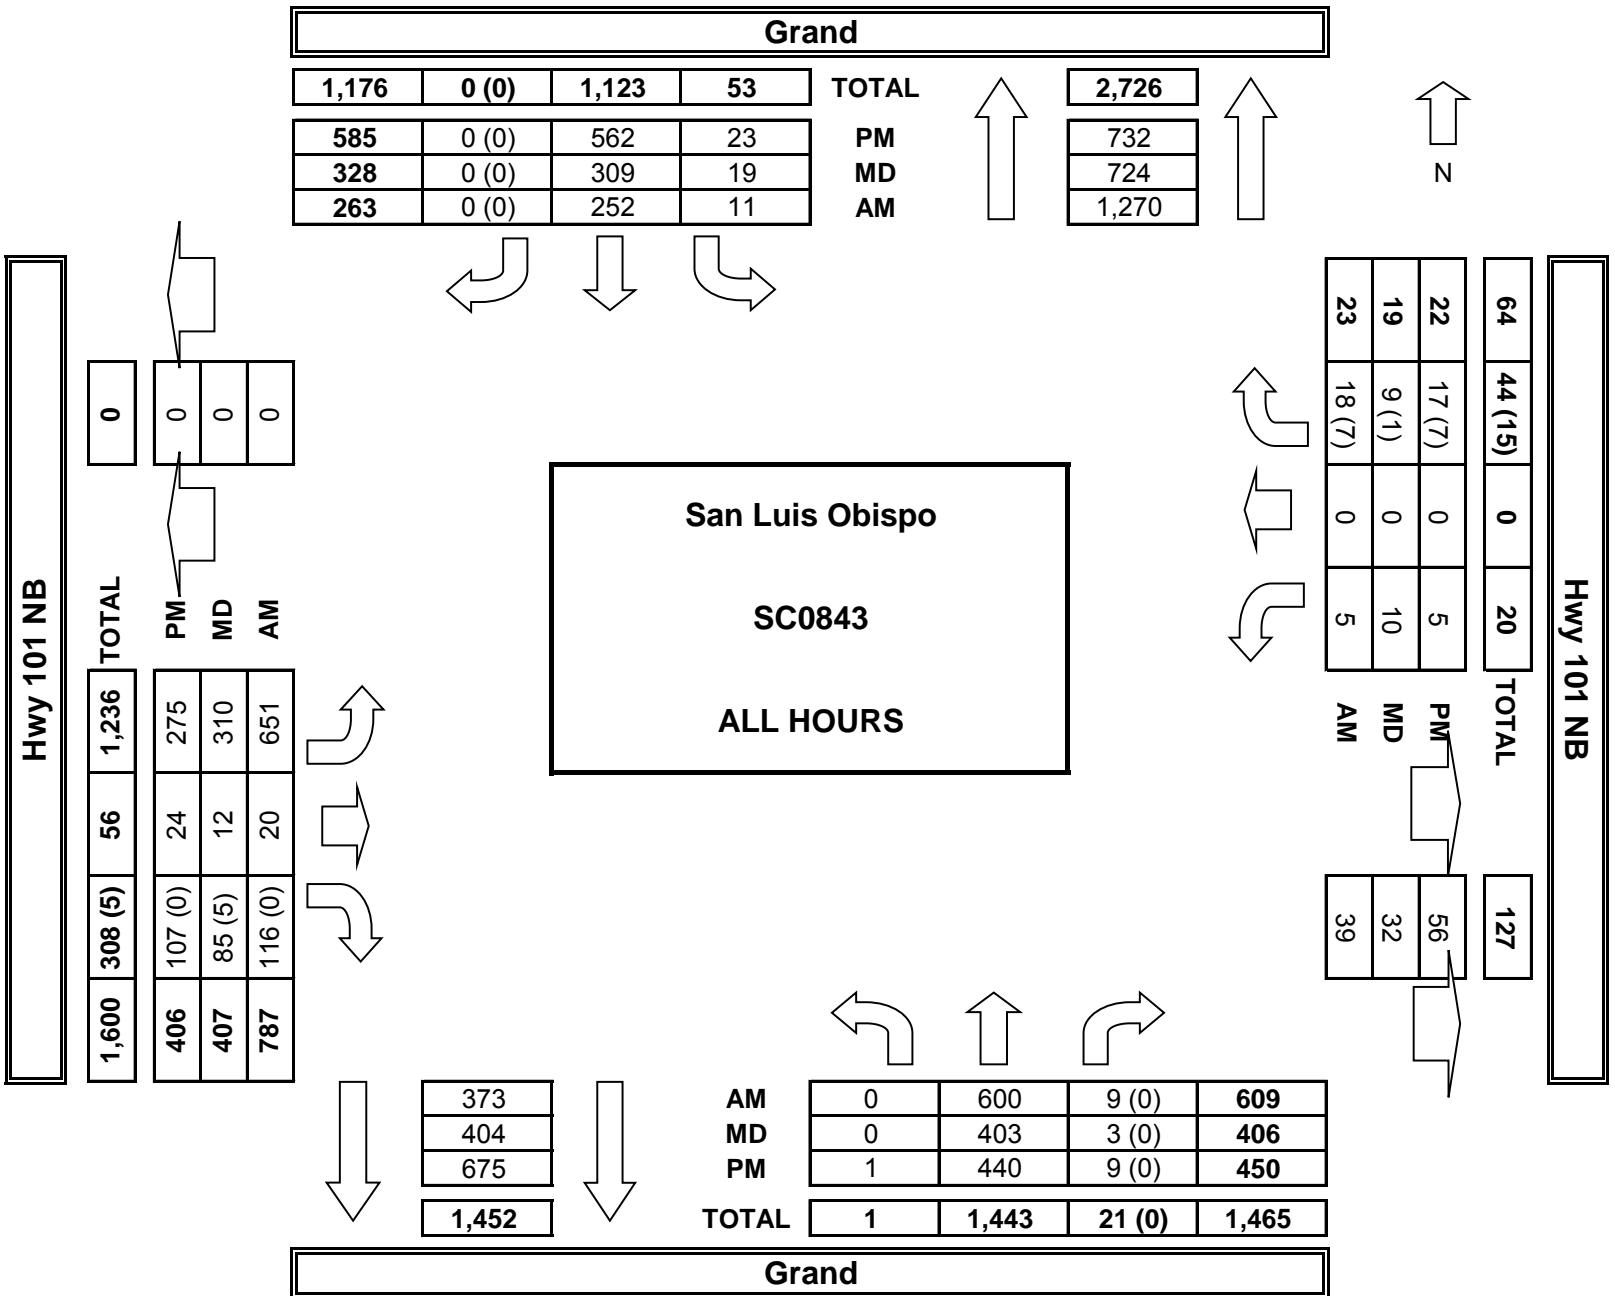 Grand
1,176 0 (0) 1,123 53 TOTAL 2,726
585 0 (0) 562 23 PM 732
328 0 (0) 309 19 MD 724
263 0 (0) 252 11 AM 1,270
N
Hwy 101 NB
0 0 0 0
TOTAL PM MD AM
1,236 275 310 651
56 24 12 20
308 (5) 107 (0) 85 (5) 116 (0)
1,600 406 407 787
San Luis Obispo
SC0843
ALL HOURS
23 19 22 64
18 (7) 9 (1) 17 (7) 44 (15)
0 0 0 0
5 10 5 20
AM MD PM TOTAL
39 32 56 127
Hwy 101 NB
373 AM 0 600 9 (0) 609
404 MD 0 403 3 (0) 406
675 PM 1 440 9 (0) 450
1,452 TOTAL 1 1,443 21 (0) 1,465
Grand